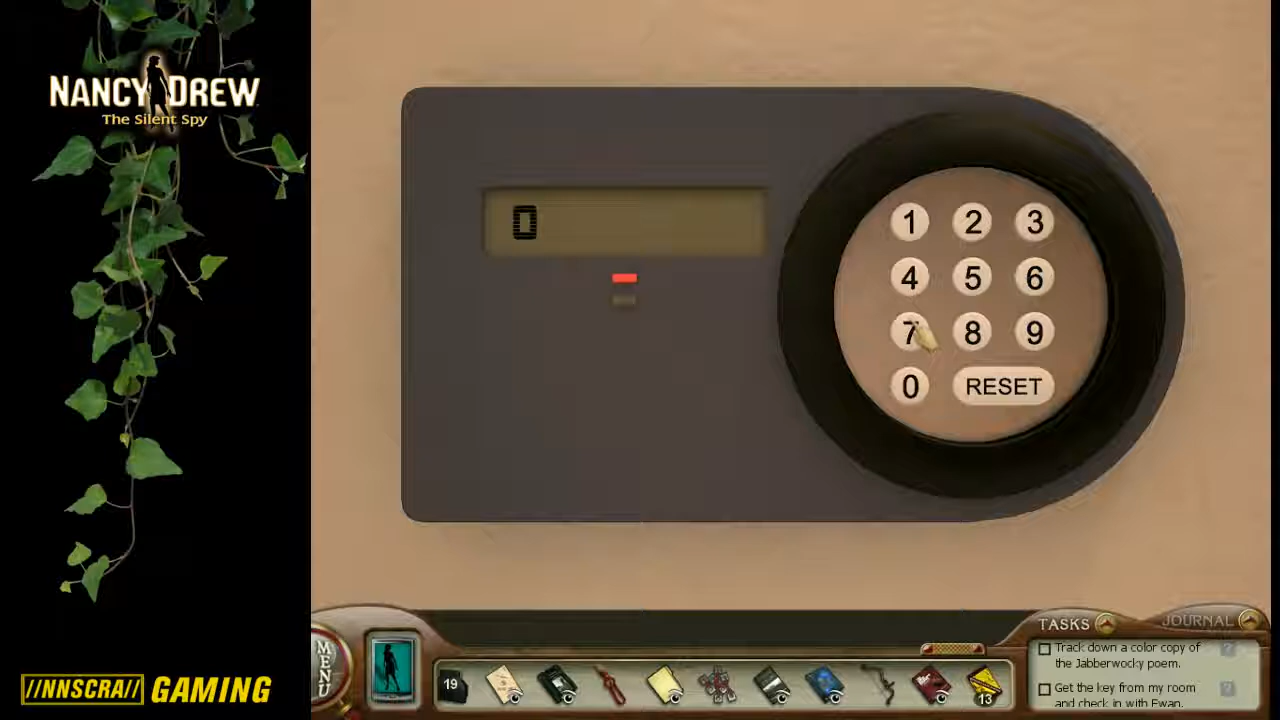 NANCY DREW
The Silent Spy
0
1 2 3
4 5 6
7 8 9
0 RESET
MENU
19
13
TASKS
JOURNAL
Track down a color copy of
the Jabberwocky poem.
?
Get the key from my room
and check in with Ewan.
?
//NNSCRA// GAMING